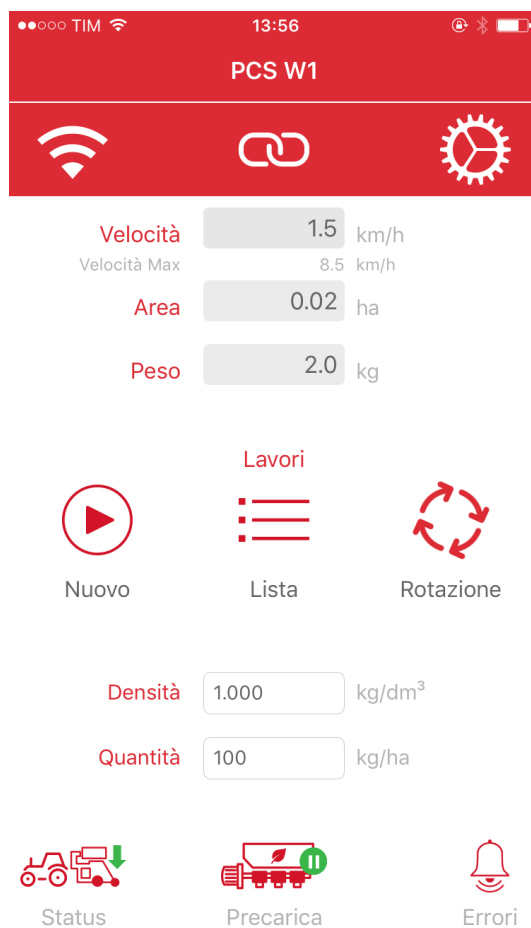 TIM 13:56
PCS W1
Velocità 1.5 km/h
Velocità Max 8.5 km/h
Area 0.02 ha
Peso 2.0 kg
Lavori
Nuovo Lista Rotazione
Densità 1.000 kg/dm³
Quantità 100 kg/ha
Status Precarica Errori